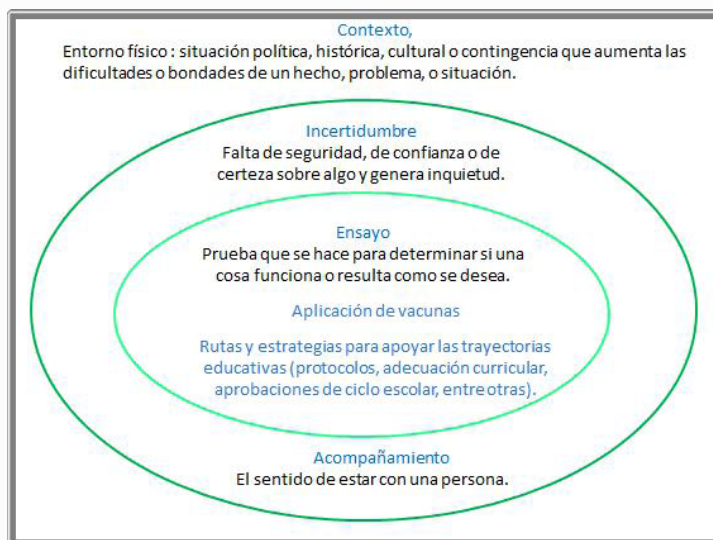 Contexto,
Entorno físico : situación política, histórica, cultural o contingencia que aumenta las
dificultades o bondades de un hecho, problema, o situación.
Incertidumbre
Falta de seguridad, de confianza o de
certeza sobre algo y genera inquietud.
Ensayo
Prueba que se hace para determinar si una
cosa funciona o resulta como se desea.
Aplicación de vacunas
Rutas y estrategias para apoyar las trayectorias
educativas (protocolos, adecuación curricular,
aprobaciones de ciclo escolar, entre otras).
Acompañamiento
El sentido de estar con una persona.